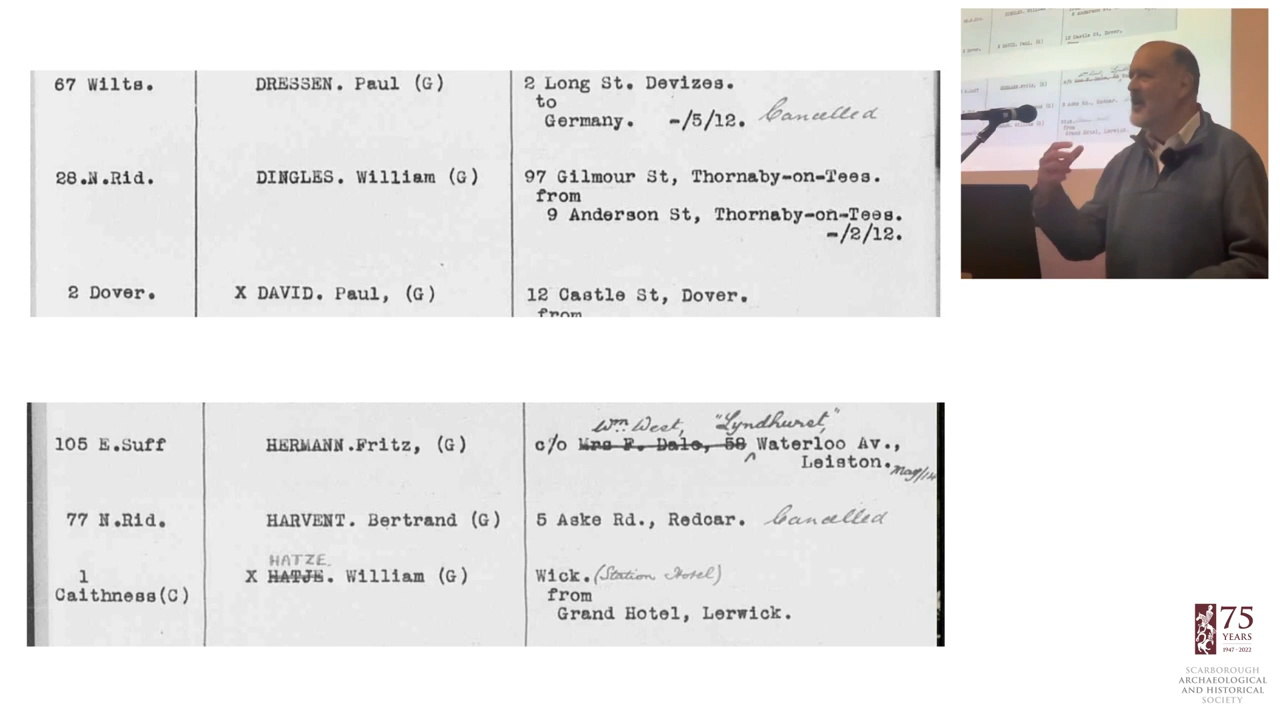 67 Wilts. DRESSEN. Paul (G) 2 Long St. Devizes.
to
Germany. -/5/12. Cancelled
28.N.Rid. DINGLES. William (G) 97 Gilmour St, Thornaby-on-Tees.
from
9 Anderson St, Thornaby-on-Tees.
-/2/12.
2 Dover. X DAVID. Paul, (G) 12 Castle St, Dover.
from
Wm West, "Lyndhurst,"
105 E.Suff HERMANN.Fritz, (G) c/o Mrs F. Dale, 58 Waterloo Av.,
Leiston. May/14
77 N.Rid. HARVENT. Bertrand (G) 5 Aske Rd., Redcar. Cancelled
HATZE.
1 X HATJE. William (G) Wick. (Station Hotel)
Caithness(C) from
Grand Hotel, Lerwick.
75
YEARS
1947-2022
SCARBOROUGH
ARCHAEOLOGICAL
AND HISTORICAL
SOCIETY